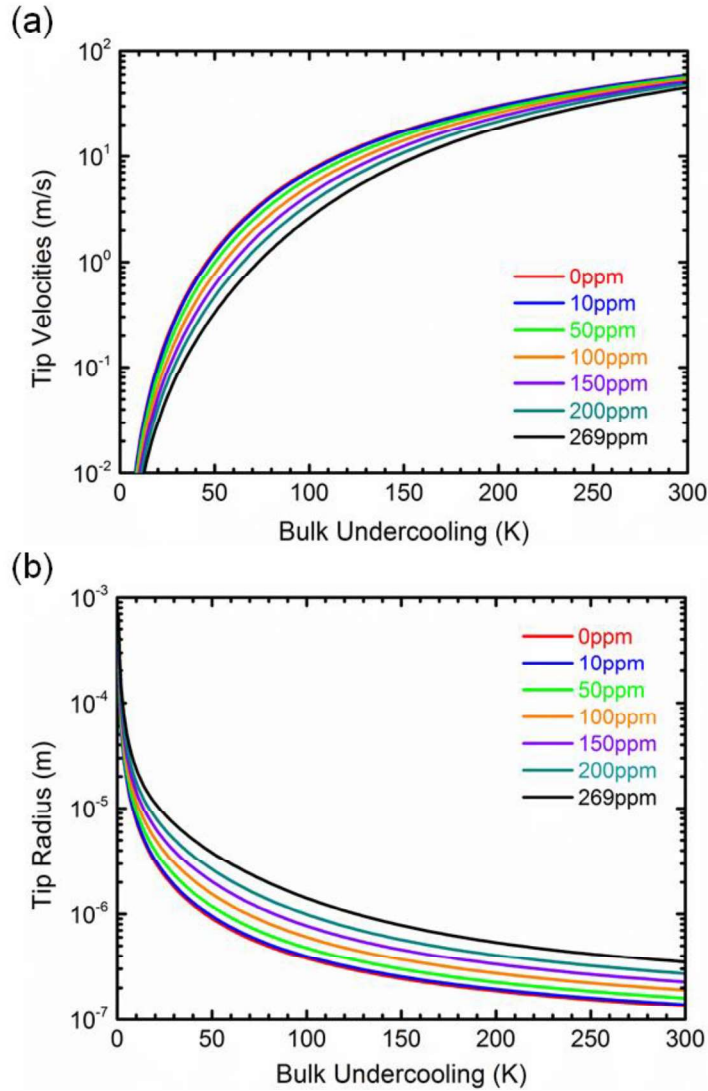 (a)
10²
10¹
10⁰
10⁻¹
10⁻²
Tip Velocities (m/s)
0ppm
10ppm
50ppm
100ppm
150ppm
200ppm
269ppm
0 50 100 150 200 250 300
Bulk Undercooling (K)
(b)
10⁻³
10⁻⁴
10⁻⁵
10⁻⁶
10⁻⁷
Tip Radius (m)
0ppm
10ppm
50ppm
100ppm
150ppm
200ppm
269ppm
0 50 100 150 200 250 300
Bulk Undercooling (K)